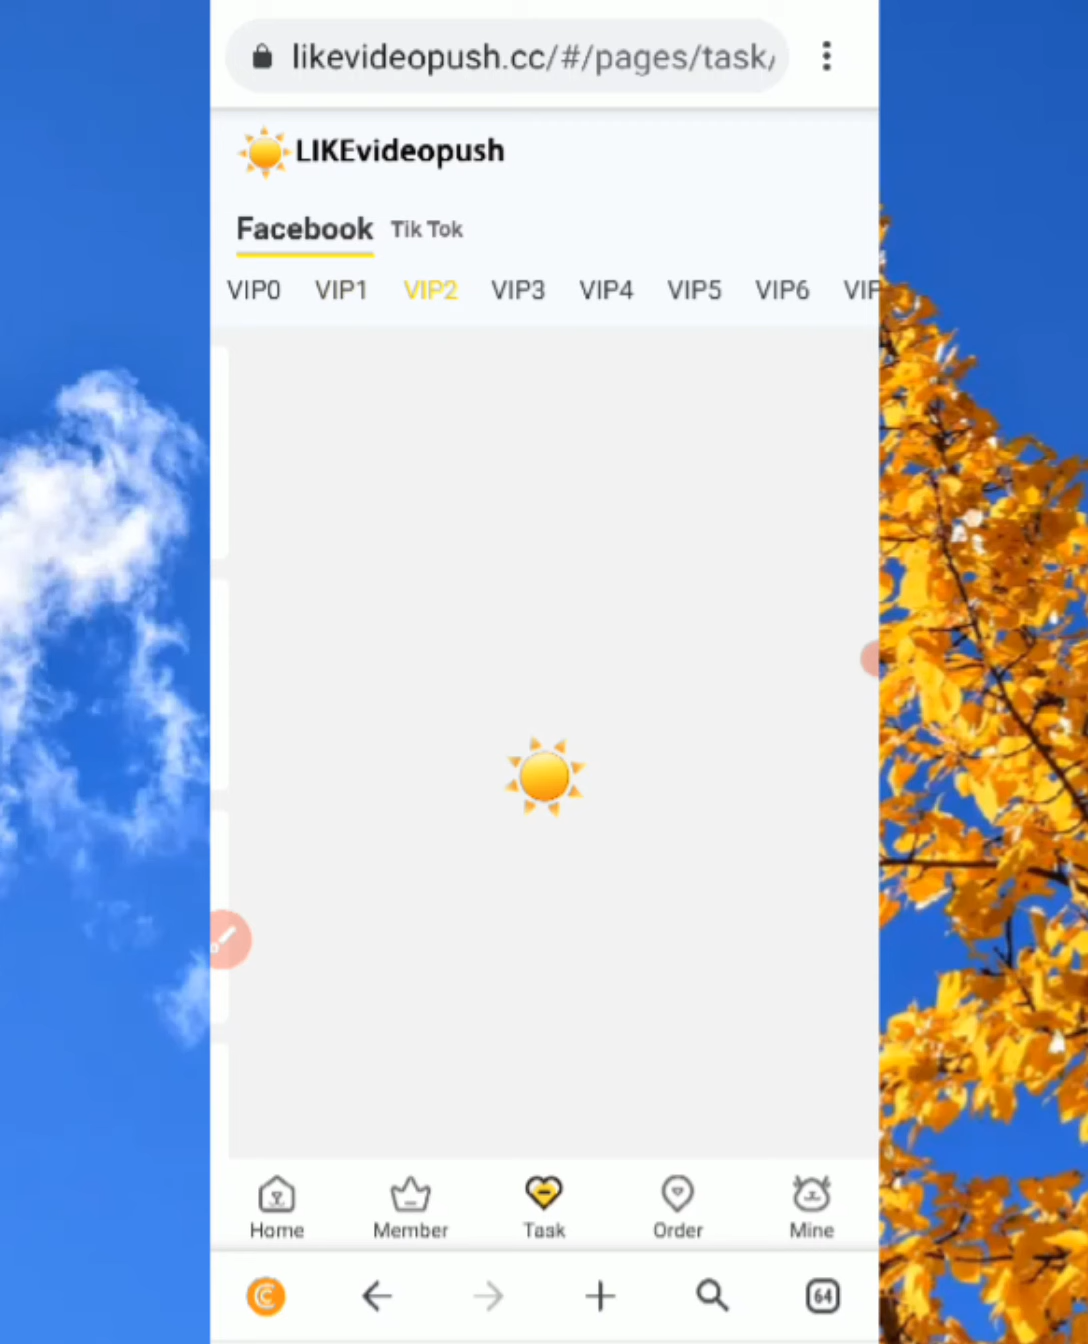 likevideopush.cc/#/pages/task/
LIKEvideopush
Facebook Tik Tok
VIP0 VIP1 VIP2 VIP3 VIP4 VIP5 VIP6 VIP
Home Member Task Order Mine
64